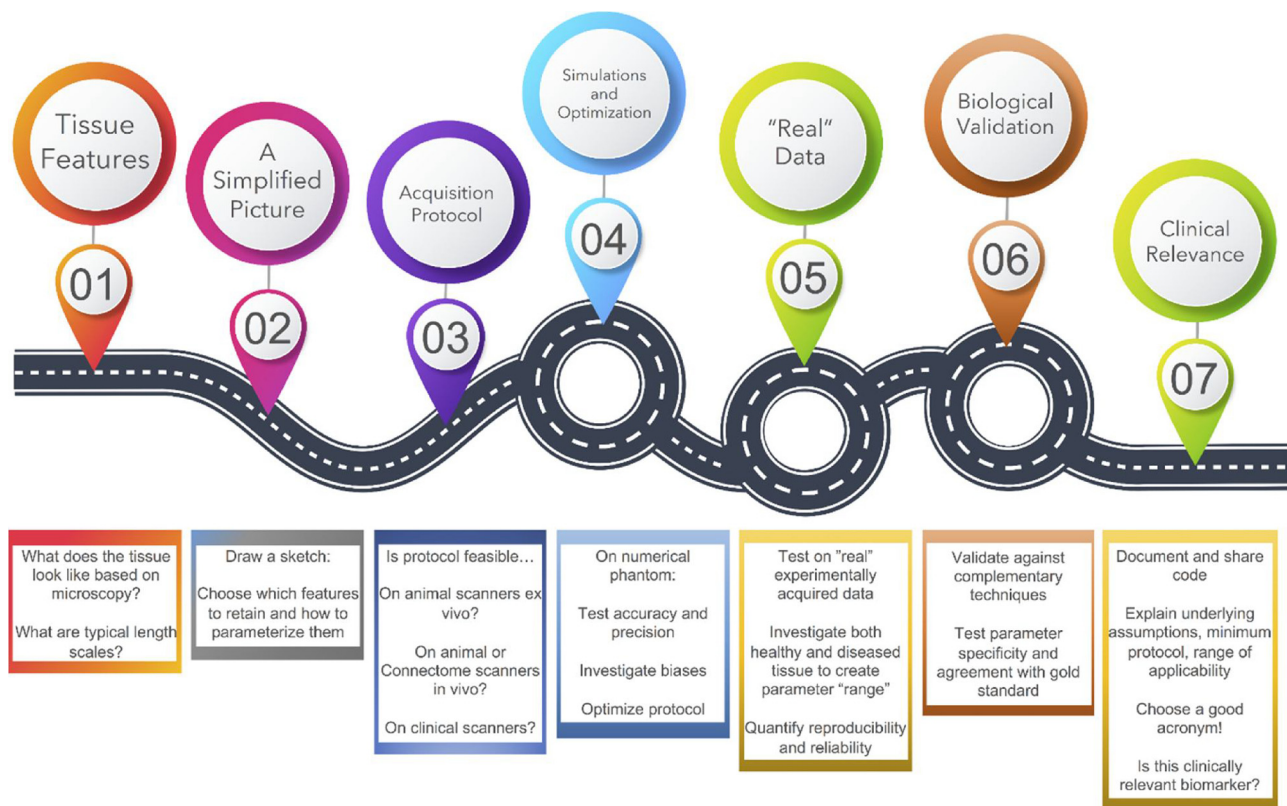 Tissue
Features
01
A
Simplified
Picture
02
Acquisition
Protocol
03
Simulations
and
Optimization
04
"Real"
Data
05
Biological
Validation
06
Clinical
Relevance
07
What does the tissue
look like based on
microscopy?
What are typical length
scales?
Draw a sketch:
Choose which features
to retain and how to
parameterize them
Is protocol feasible...
On animal scanners ex
vivo?
On animal or
Connectome scanners
in vivo?
On clinical scanners?
On numerical
phantom:
Test accuracy and
precision
Investigate biases
Optimize protocol
Test on "real"
experimentally
acquired data
Investigate both
healthy and diseased
tissue to create
parameter "range"
Quantify reproducibility
and reliability
Validate against
complementary
techniques
Test parameter
specificity and
agreement with gold
standard
Document and share
code
Explain underlying
assumptions, minimum
protocol, range of
applicability
Choose a good
acronym!
Is this clinically
relevant biomarker?